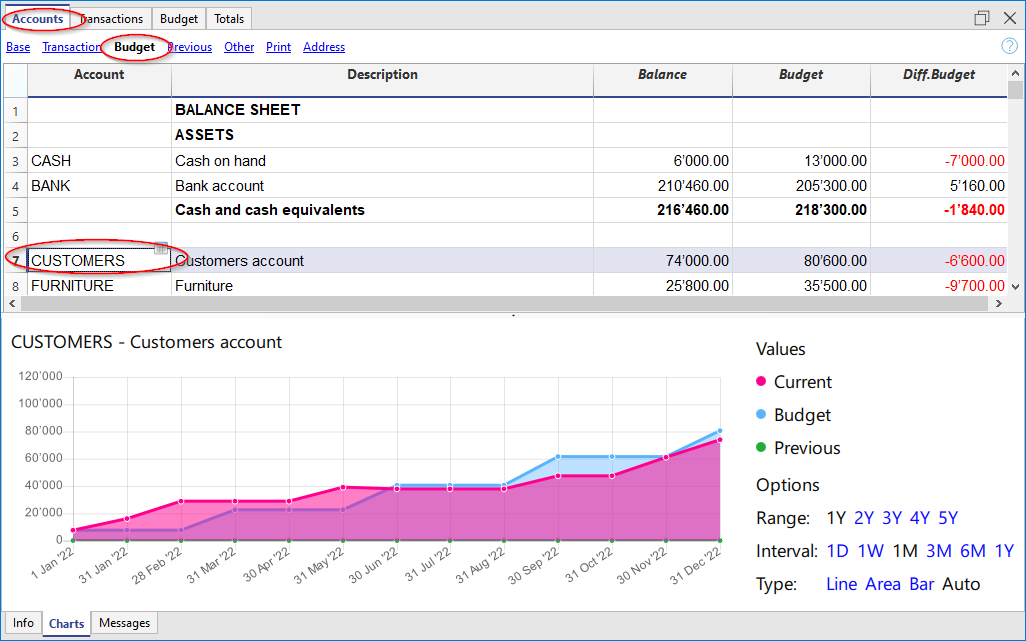 Accounts Transactions Budget Totals
Base Transaction Budget Previous Other Print Address
Account Description Balance Budget Diff.Budget
1 BALANCE SHEET
2 ASSETS
3 CASH Cash on hand 6’000.00 13’000.00 -7’000.00
4 BANK Bank account 210’460.00 205’300.00 5’160.00
5 Cash and cash equivalents 216’460.00 218’300.00 -1’840.00
6
7 CUSTOMERS Customers account 74’000.00 80’600.00 -6’600.00
8 FURNITURE Furniture 25’800.00 35’500.00 -9’700.00
CUSTOMERS - Customers account
120’000
100’000
80’000
60’000
40’000
20’000
0
1 Jan ’22 31 Jan ’22 28 Feb ’22 31 Mar ’22 30 Apr ’22 31 May ’22 30 Jun ’22 31 Jul ’22 31 Aug ’22 30 Sep ’22 31 Oct ’22 30 Nov ’22 31 Dec ’22
Values
Current
Budget
Previous
Options
Range: 1Y 2Y 3Y 4Y 5Y
Interval: 1D 1W 1M 3M 6M 1Y
Type: Line Area Bar Auto
Info Charts Messages